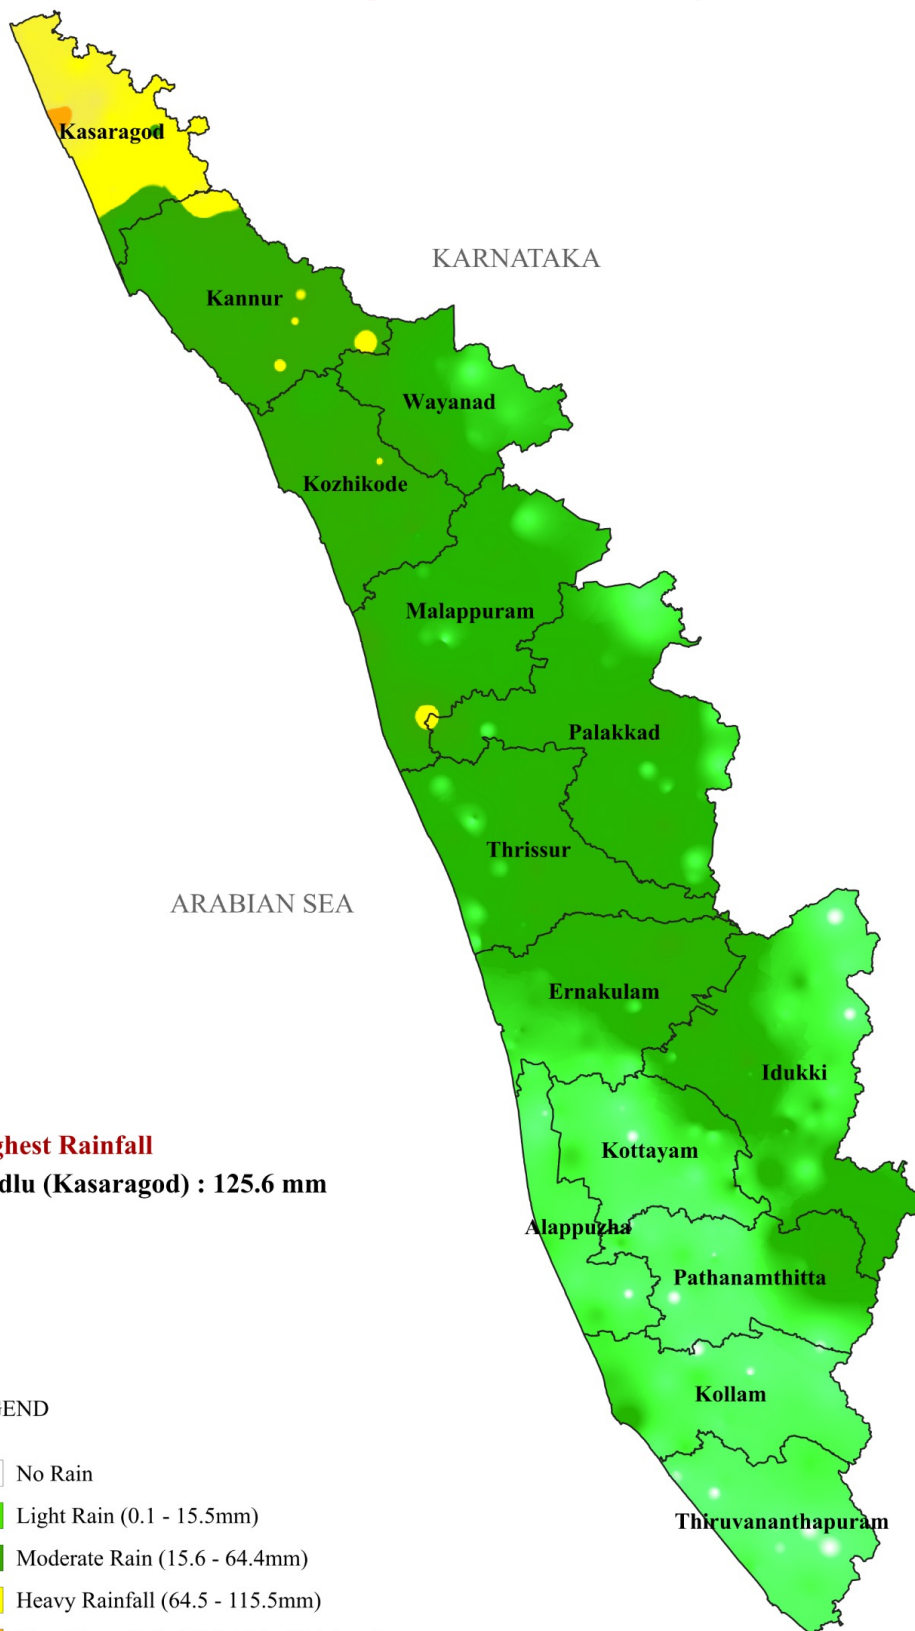 Kasaragod
KARNATAKA
Kannur
Wayanad
Kozhikode
Malappuram
Palakkad
Thrissur
ARABIAN SEA
Ernakulam
Idukki
ghest Rainfall
Kottayam
dlu (Kasaragod) : 125.6 mm
Alappuzha
Pathanamthitta
Kollam
GEND
No Rain
Light Rain (0.1 - 15.5mm)
Thiruvananthapuram
Moderate Rain (15.6 - 64.4mm)
Heavy Rainfall (64.5 - 115.5mm)